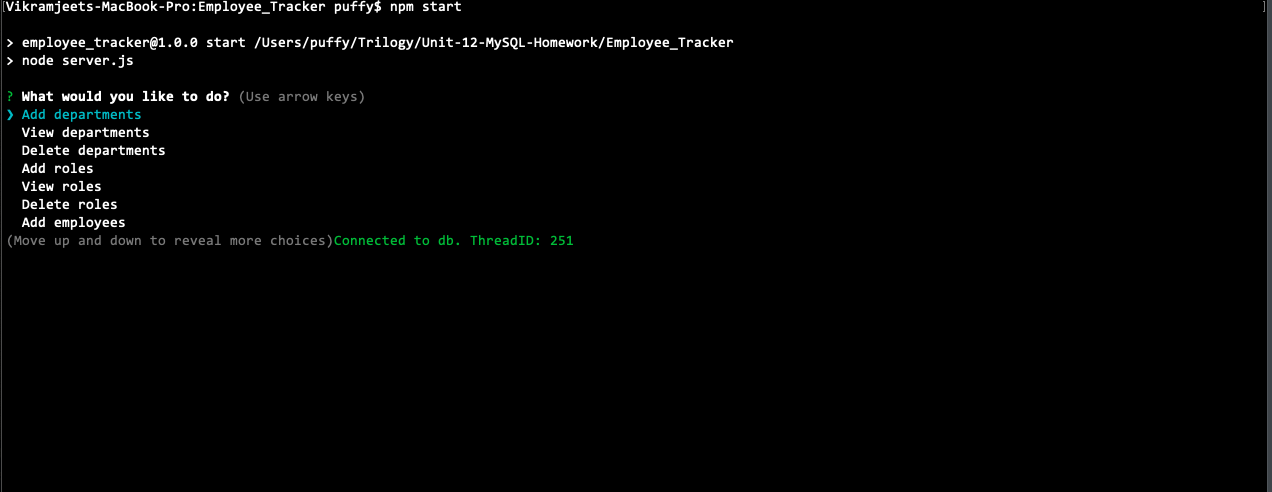 [Vikramjeets-MacBook-Pro:Employee_Tracker puffy$ npm start ]
> employee_tracker@1.0.0 start /Users/puffy/Trilogy/Unit-12-MySQL-Homework/Employee_Tracker
> node server.js
? What would you like to do? (Use arrow keys)
❯ Add departments
View departments
Delete departments
Add roles
View roles
Delete roles
Add employees
(Move up and down to reveal more choices)Connected to db. ThreadID: 251